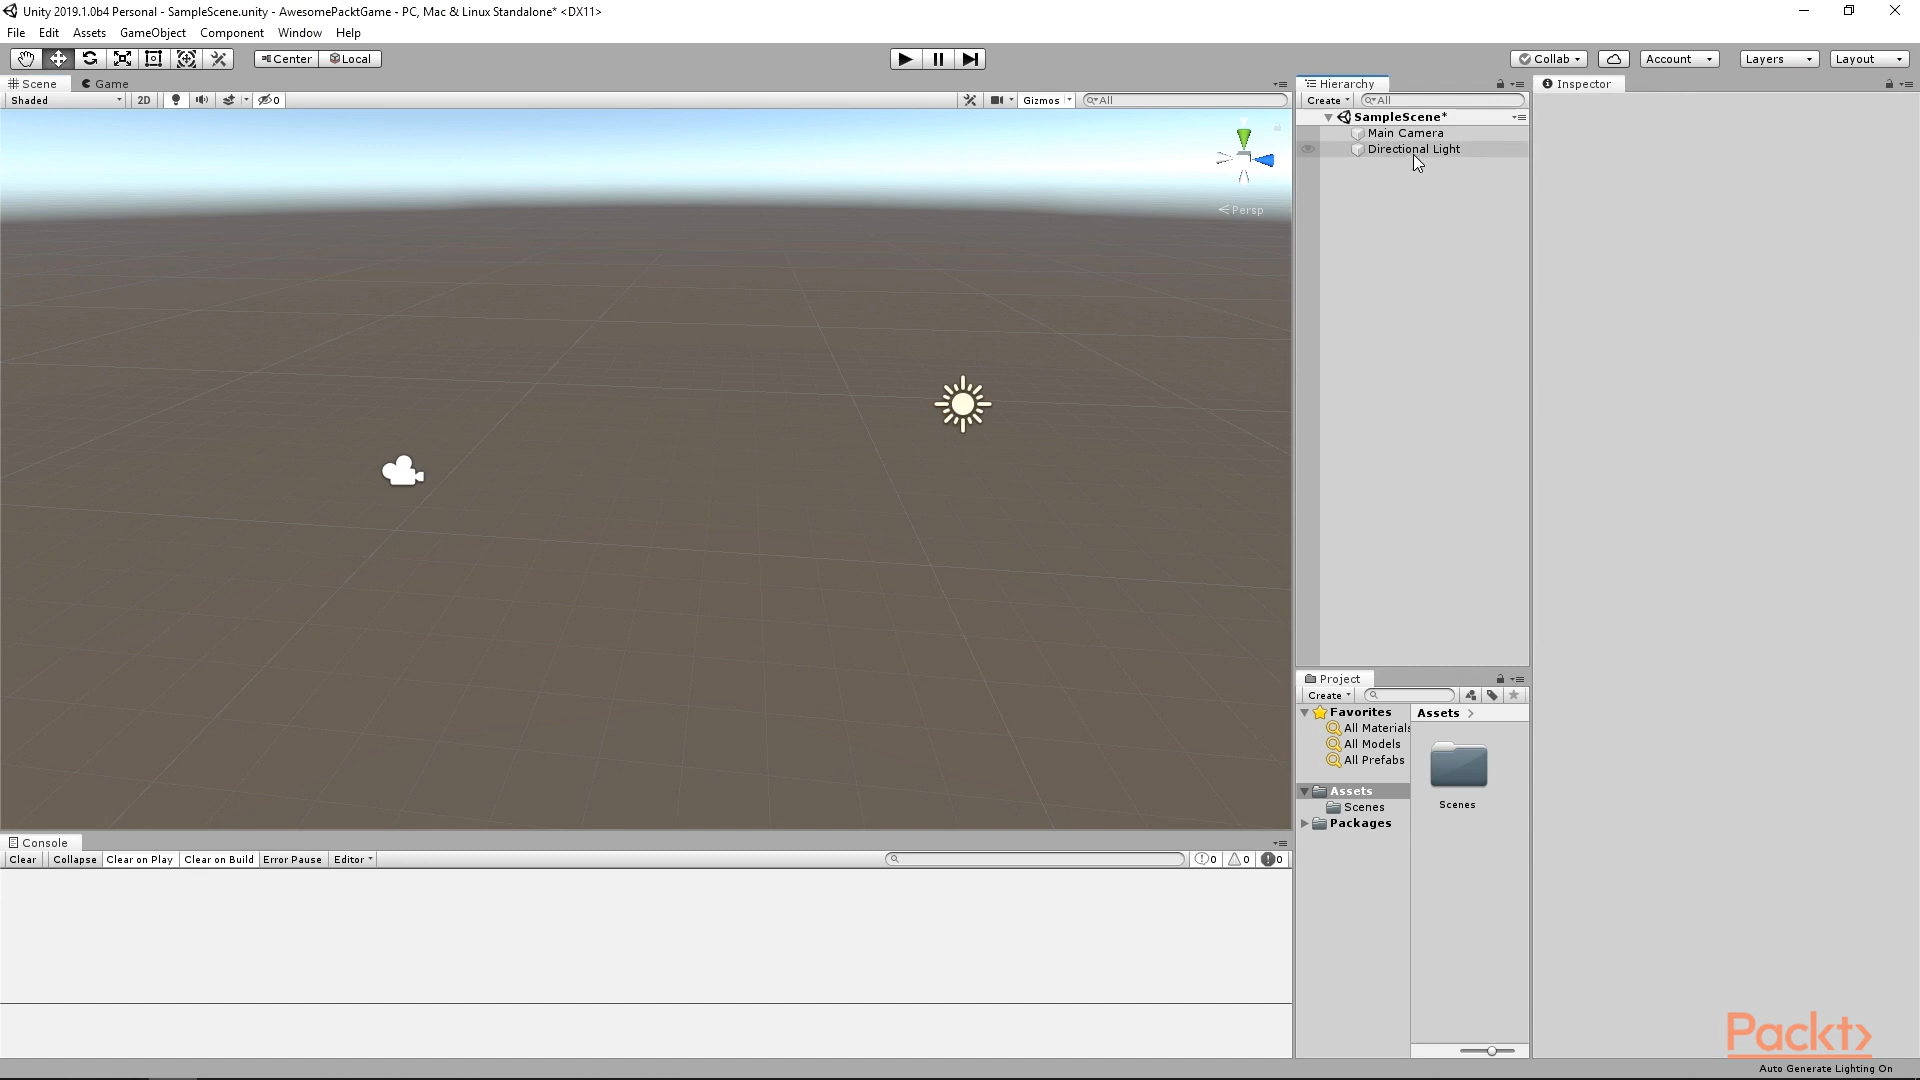 Unity 2019.1.0b4 Personal - SampleScene.unity - AwesomePacktGame - PC, Mac & Linux Standalone* <DX11>
File Edit Assets GameObject Component Window Help
Center Local
Collab Account Layers Layout
Scene Game
Shaded 2D 0 Gizmos All
Persp
Hierarchy
Create All
SampleScene*
Main Camera
Directional Light
Inspector
Project
Create
Favorites
All Materials
All Models
All Prefabs
Assets
Scenes
Packages
Assets
Scenes
Console
Clear Collapse Clear on Play Clear on Build Error Pause Editor 0 0 0
Packt
Auto Generate Lighting On